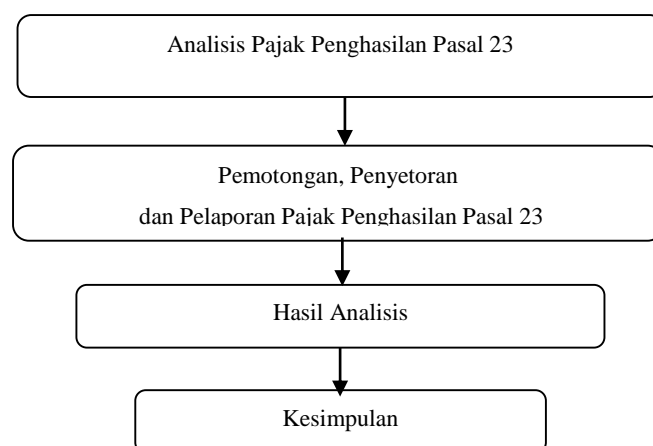 Analisis Pajak Penghasilan Pasal 23
Pemotongan, Penyetoran
dan Pelaporan Pajak Penghasilan Pasal 23
Hasil Analisis
Kesimpulan